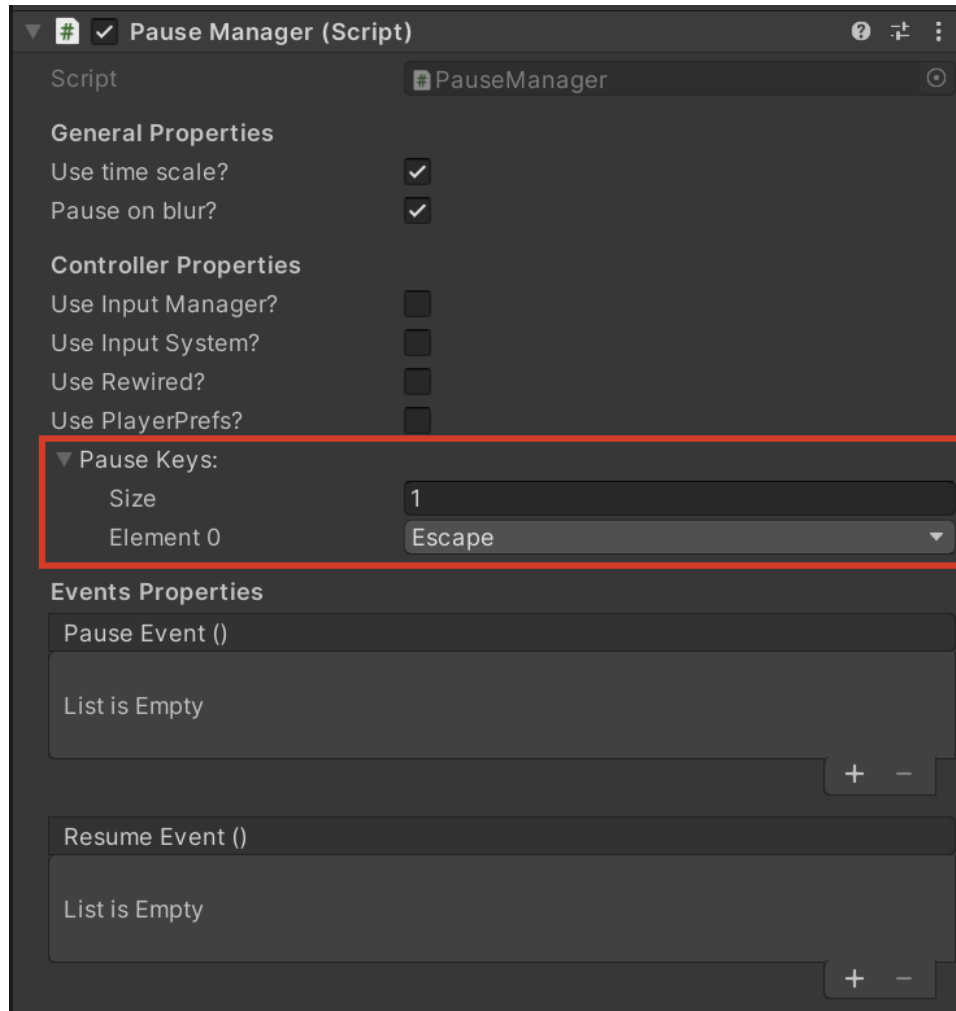 Pause Manager (Script)
Script PauseManager
General Properties
Use time scale?
Pause on blur?
Controller Properties
Use Input Manager?
Use Input System?
Use Rewired?
Use PlayerPrefs?
Pause Keys:
Size 1
Element 0 Escape
Events Properties
Pause Event ()
List is Empty
Resume Event ()
List is Empty